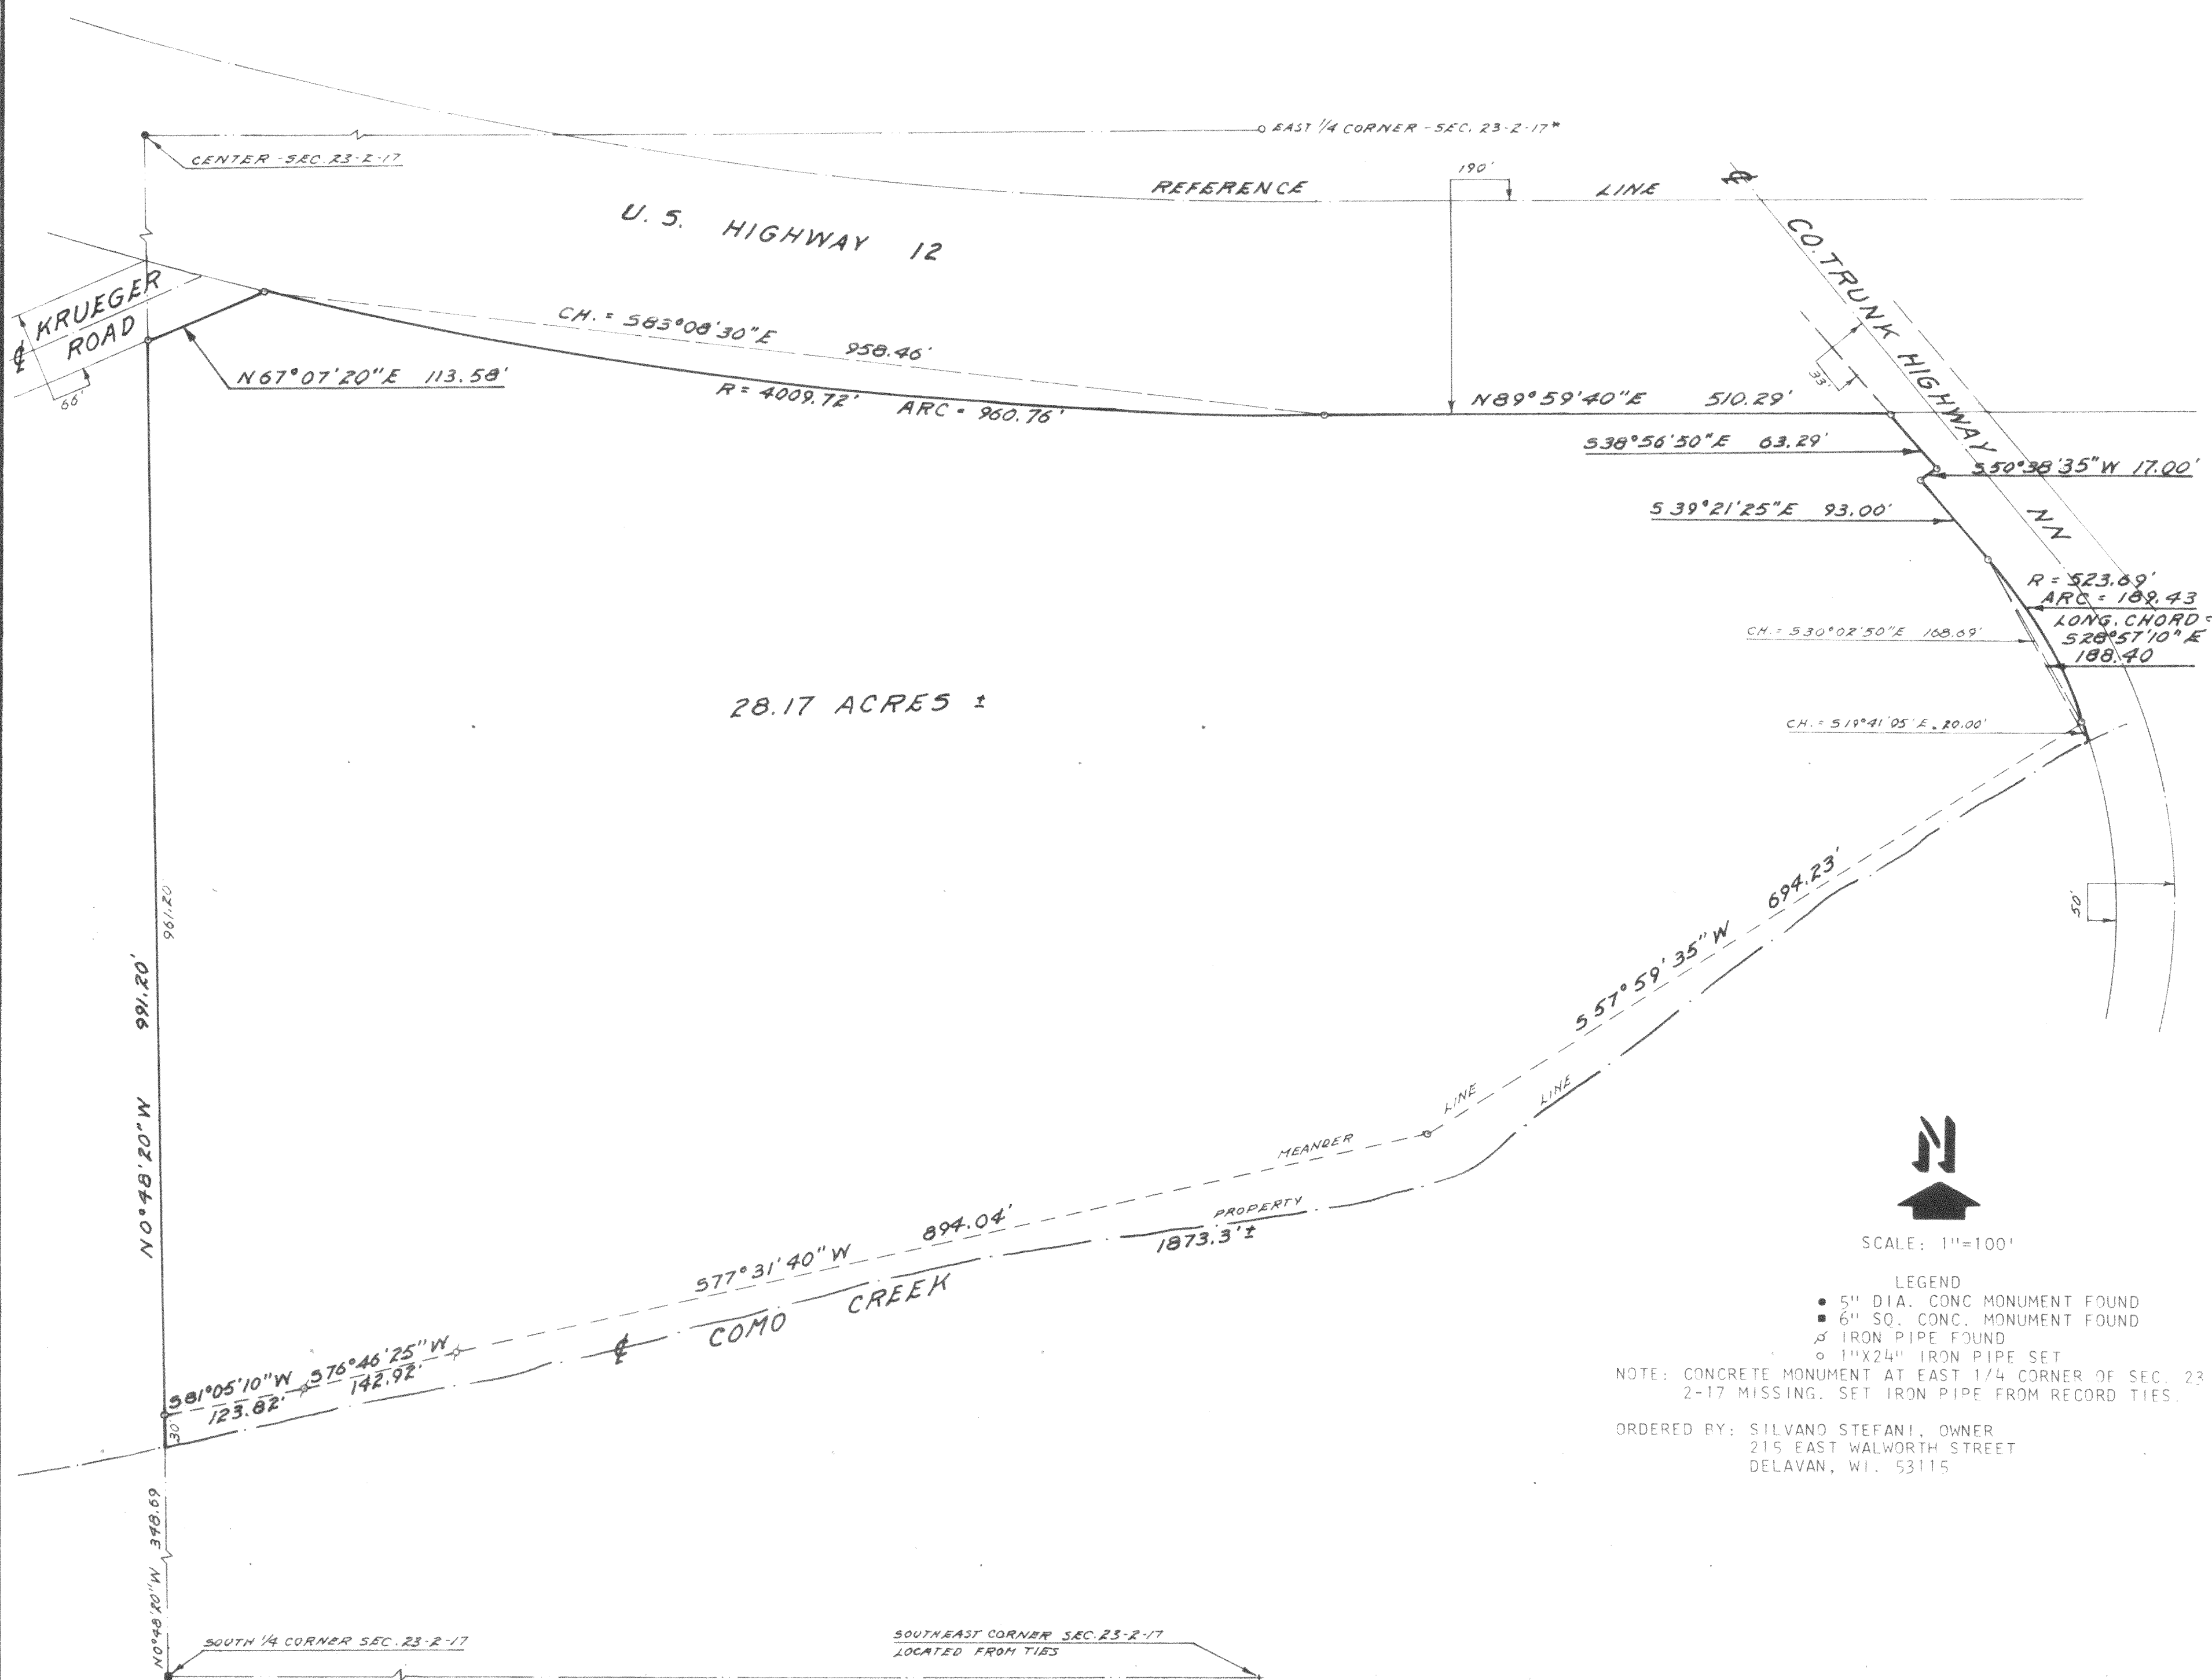 EAST 1/4 CORNER - SEC. 23-2-17*
CENTER - SEC. 23-2-17
190'
REFERENCE LINE
U.S. HIGHWAY 12
CO. TRUNK HIGHWAY NN
KRUEGER
ROAD
66'
N67°07'20"E 113.58'
CH. = S83°08'30"E 958.46'
R = 4009.72' ARC = 960.76'
33'
N89°59'40"E 510.29'
S38°56'50"E 63.29'
S50°38'35"W 17.00'
S39°21'25"E 93.00'
R = 523.69'
ARC = 189.43
LONG. CHORD =
S28°57'10"E
188.40
CH. = S30°02'50"E 168.69'
CH. = S19°41'05"E. 20.00'
28.17 ACRES ±
961.20'
N0°48'20"W 991.20'
50'
S57°59'35"W 694.23'
MEANDER LINE
PROPERTY LINE
1873.3'±
S77°31'40"W 894.04'
COMO CREEK
S76°46'25"W
142.92'
S81°05'10"W
123.82'
30'
N0°48'20"W 348.69
SOUTH 1/4 CORNER SEC. 23-2-17
SOUTHEAST CORNER SEC. 23-2-17
LOCATED FROM TIES
N
SCALE: 1"=100'
LEGEND
5" DIA. CONC MONUMENT FOUND
6" SQ. CONC. MONUMENT FOUND
IRON PIPE FOUND
1"X24" IRON PIPE SET
NOTE: CONCRETE MONUMENT AT EAST 1/4 CORNER OF SEC. 23
2-17 MISSING. SET IRON PIPE FROM RECORD TIES.
ORDERED BY: SILVANO STEFANI, OWNER
215 EAST WALWORTH STREET
DELAVAN, WI. 53115